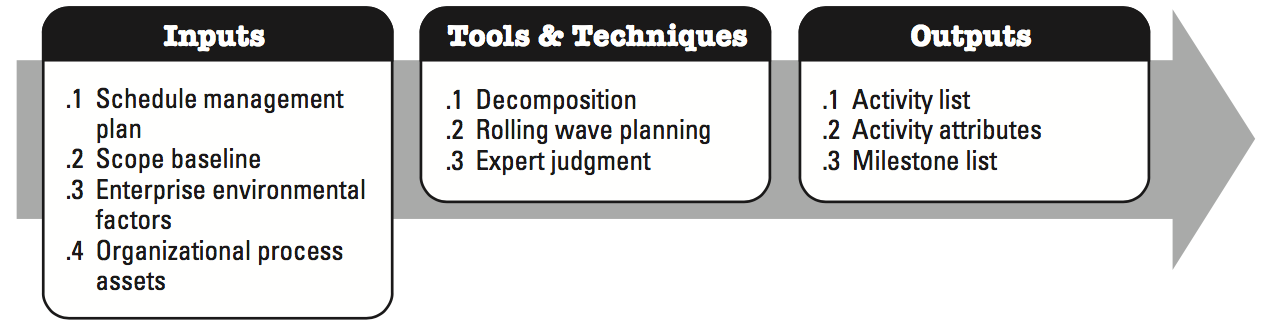 Inputs
.1 Schedule management
plan
.2 Scope baseline
.3 Enterprise environmental
factors
.4 Organizational process
assets
Tools & Techniques
.1 Decomposition
.2 Rolling wave planning
.3 Expert judgment
Outputs
.1 Activity list
.2 Activity attributes
.3 Milestone list